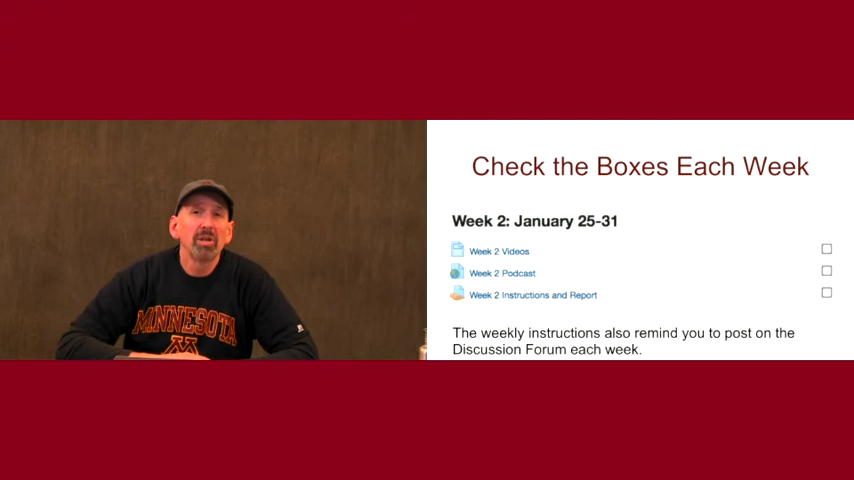 MINNESOTA
M
Check the Boxes Each Week
Week 2: January 25-31
Week 2 Videos
Week 2 Podcast
Week 2 Instructions and Report
The weekly instructions also remind you to post on the
Discussion Forum each week.